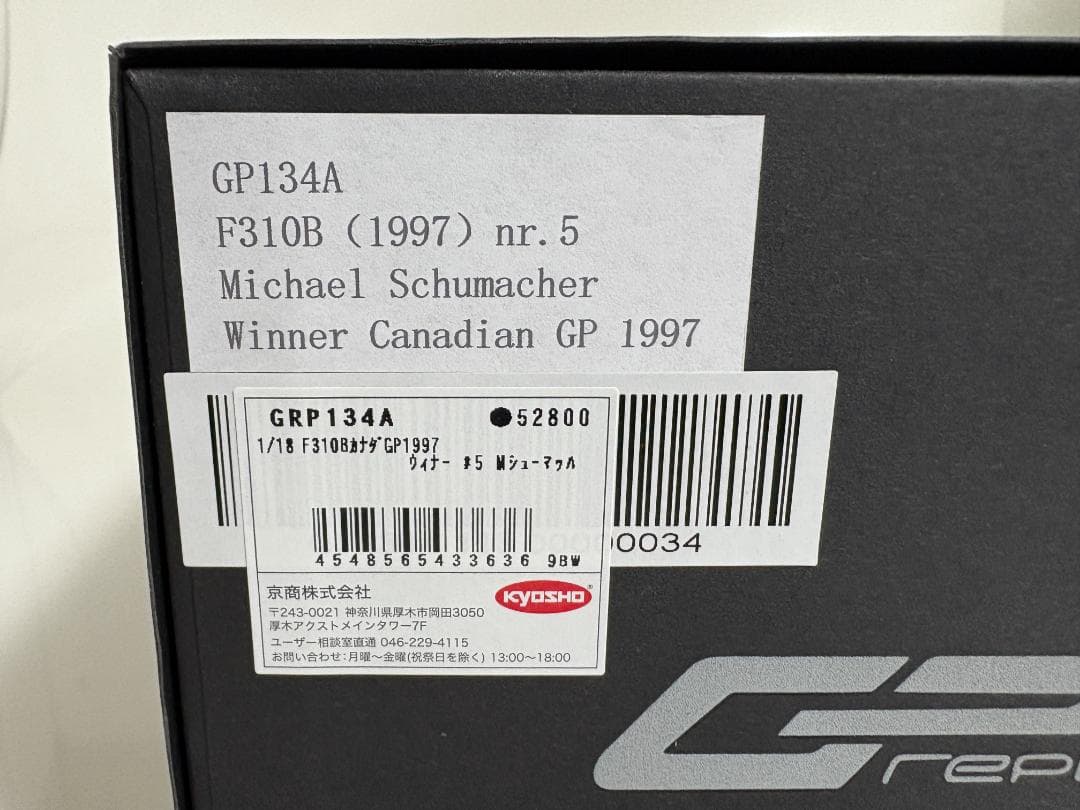 GP134A
F310B（1997）nr.5
Michael Schumacher
Winner Canadian GP 1997
GRP134A ●52800
1/18 F310BｶﾅﾀﾞGP1997
ｳｨﾅｰ #5 Mｼｭｰﾏｯﾊ
4548565433636 9BW
00034
京商株式会社
KYOSHO®
〒243-0021 神奈川県厚木市岡田3050
厚木アクストメインタワー7F
ユーザー相談室直通 046-229-4115
お問い合わせ：月曜～金曜(祝祭日を除く) 13:00～18:00
GP
repl